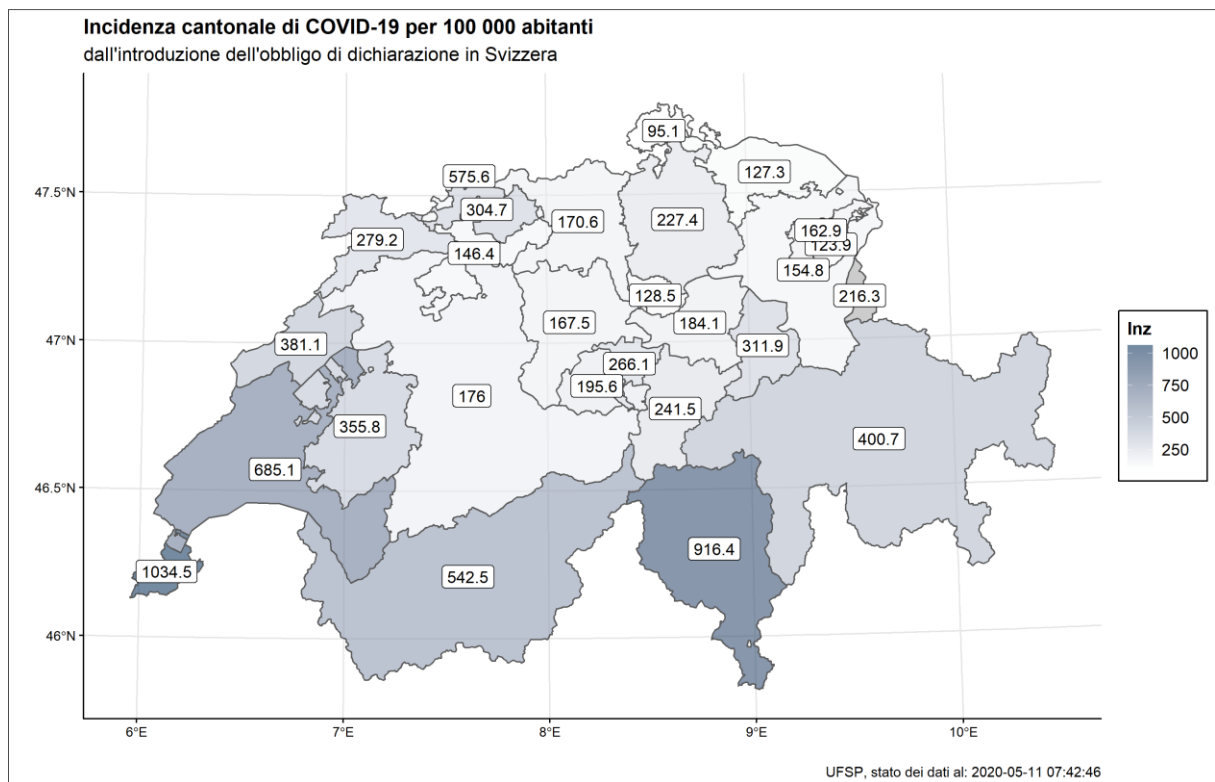 Incidenza cantonale di COVID-19 per 100 000 abitanti
dall'introduzione dell'obbligo di dichiarazione in Svizzera
95.1
127.3
575.6
304.7
170.6
227.4
162.9
123.9
279.2
146.4
154.8
216.3
128.5
167.5
184.1
381.1
311.9
266.1
195.6
176
241.5
355.8
400.7
685.1
916.4
1034.5
542.5
47.5°N
47°N
46.5°N
46°N
6°E
7°E
8°E
9°E
10°E
Inz
1000
750
500
250
UFSP, stato dei dati al: 2020-05-11 07:42:46